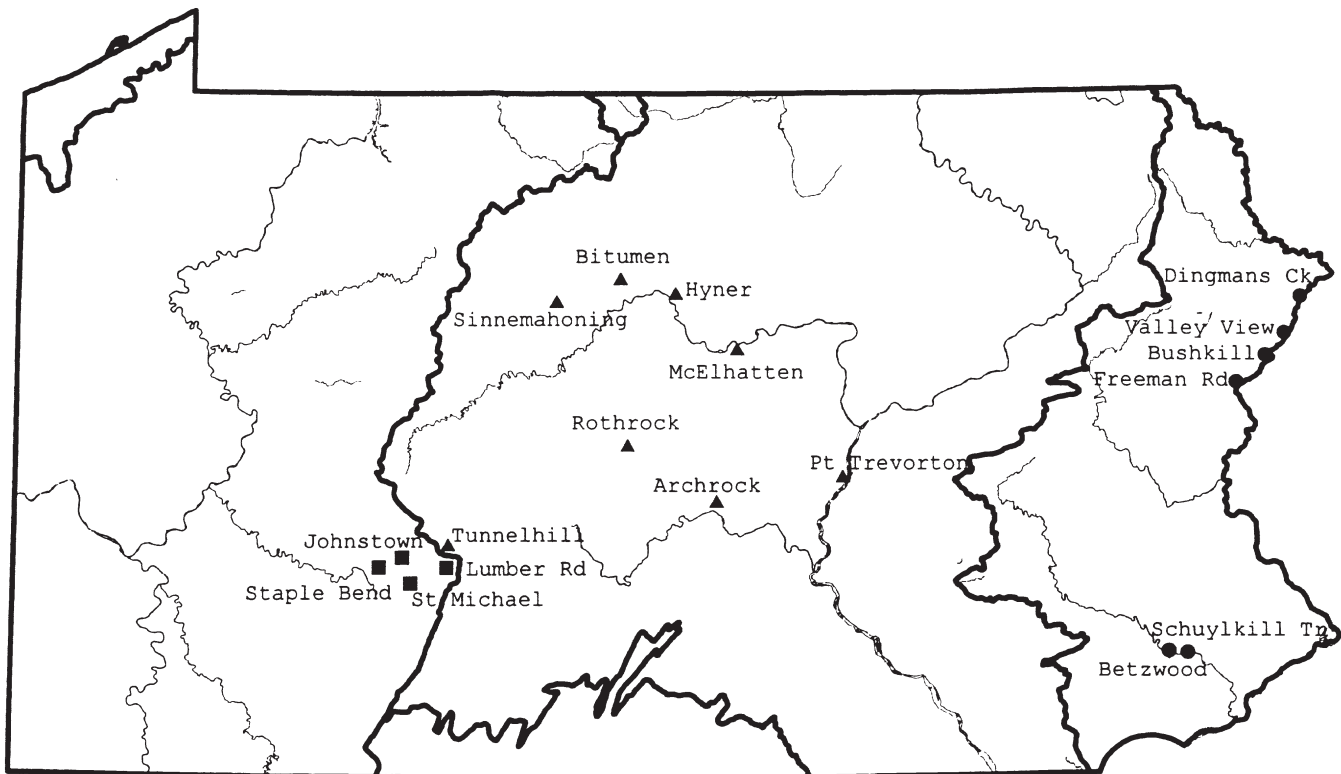 Bitumen
Dingmans Ck
Hyner
Sinnemahoning
Valley View
Bushkill
McElhatten
Freeman Rd
Rothrock
Pt Trevorton
Archrock
Tunnelhill
Johnstown
Lumber Rd
Staple Bend
St Michael
Schuylkill Tr
Betzwood